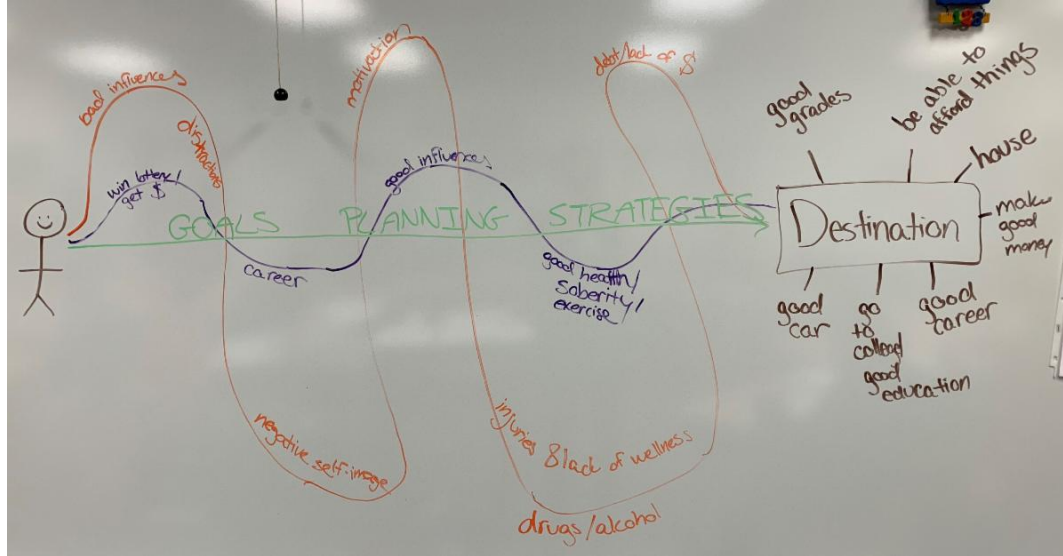 bad influences
distractions
win lottery/
get $
GOALS
career
negative self-image
motivation
PLANNING
good influences
injuries & lack of wellness
drugs/alcohol
STRATEGIES
good health/
soberity/
exercise/
debt/lack of $
Destination
good
grades
be able to
afford things
house
make
good
money
good
career
go
to
collead
good
education
good
car